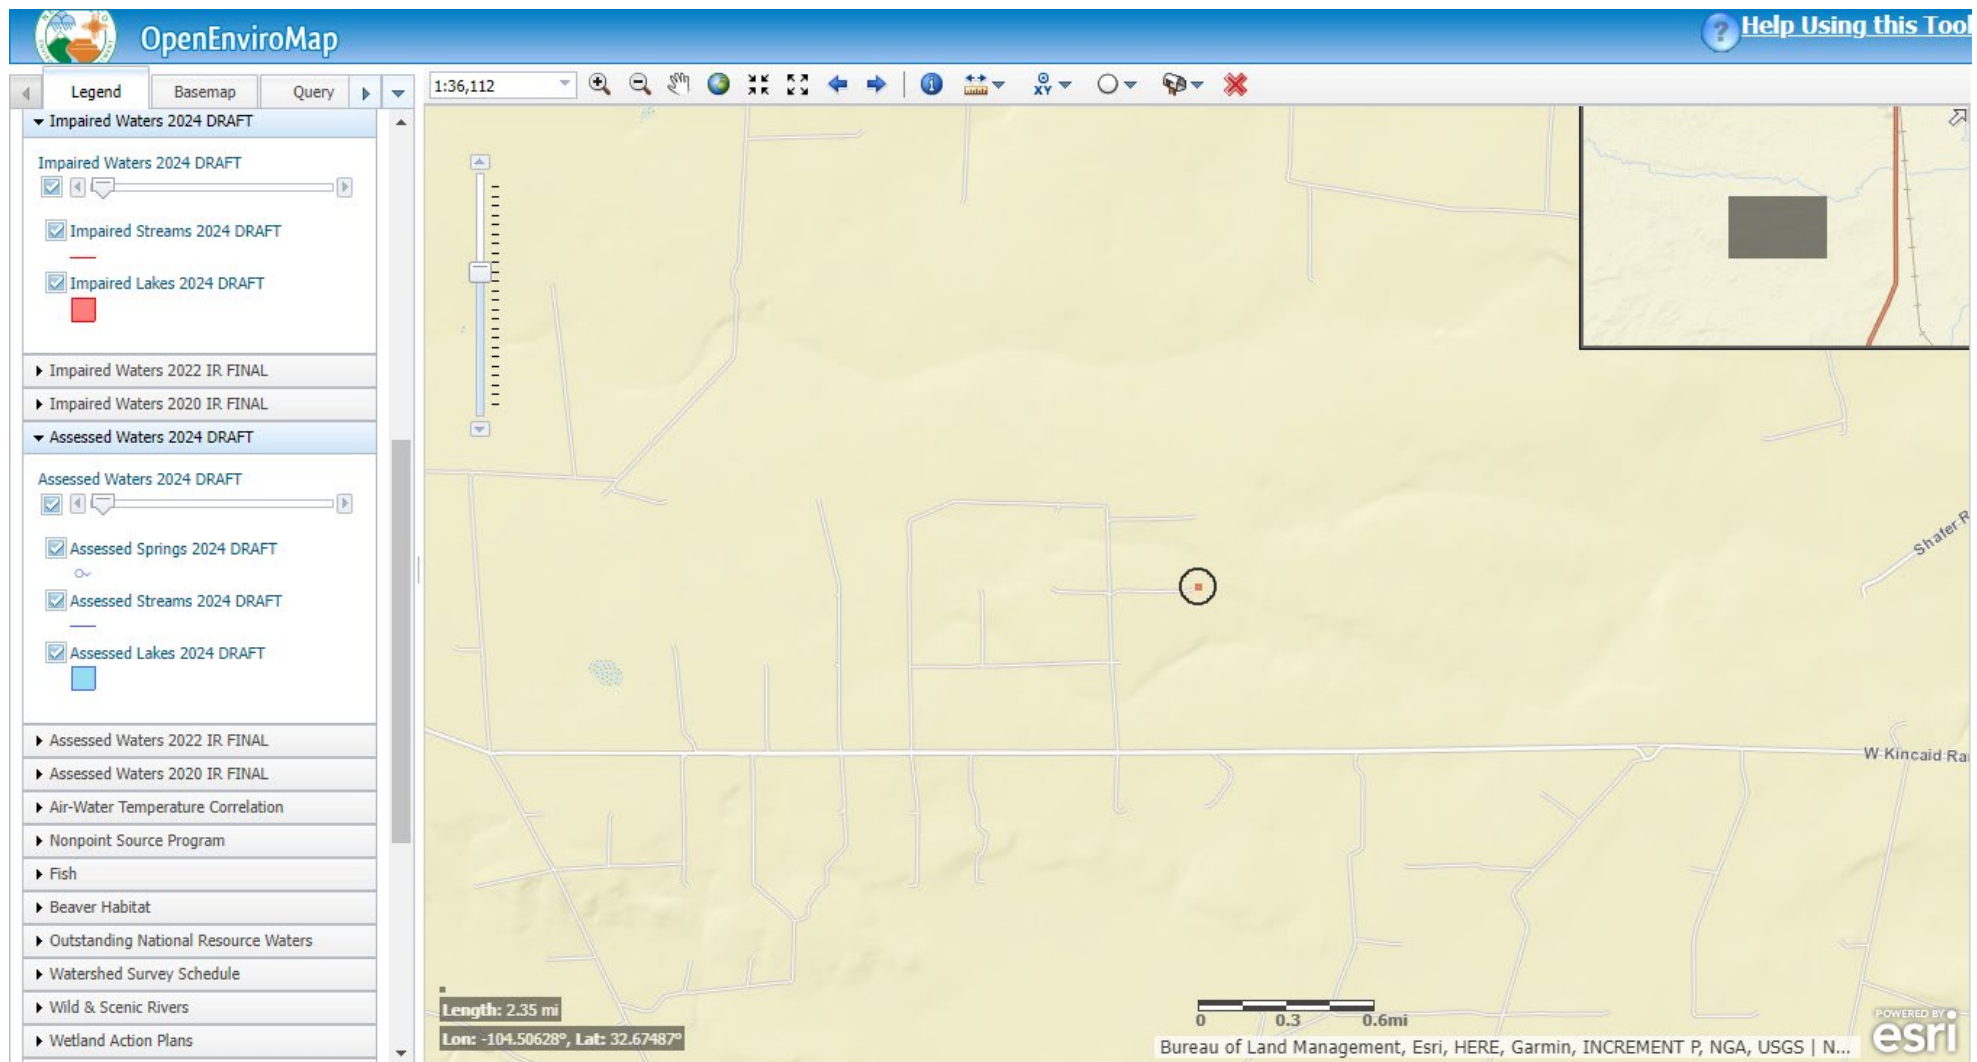 OpenEnviroMap
? Help Using this Tool
Legend Basemap Query
1:36,112
XY
Impaired Waters 2024 DRAFT
Impaired Waters 2024 DRAFT
Impaired Streams 2024 DRAFT
Impaired Lakes 2024 DRAFT
Impaired Waters 2022 IR FINAL
Impaired Waters 2020 IR FINAL
Assessed Waters 2024 DRAFT
Assessed Waters 2024 DRAFT
Assessed Springs 2024 DRAFT
Assessed Streams 2024 DRAFT
Assessed Lakes 2024 DRAFT
Assessed Waters 2022 IR FINAL
Assessed Waters 2020 IR FINAL
Air-Water Temperature Correlation
Nonpoint Source Program
Fish
Beaver Habitat
Outstanding National Resource Waters
Watershed Survey Schedule
Wild & Scenic Rivers
Wetland Action Plans
Shafer R
W Kincaid Ra
Length: 2.35 mi
Lon: -104.50628°, Lat: 32.67487°
0 0.3 0.6mi
POWERED BY
esri
Bureau of Land Management, Esri, HERE, Garmin, INCREMENT P, NGA, USGS | N...